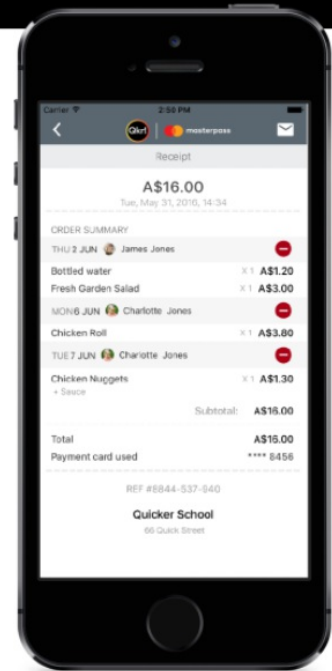 Carrier 2:50 PM
Qkr! masterpass
Receipt
A$16.00
Tue, May 31, 2016, 14:34
ORDER SUMMARY
THU 2 JUN James Jones
Bottled water X 1 A$1.20
Fresh Garden Salad X 1 A$3.00
MON 6 JUN Charlotte Jones
Chicken Roll X 1 A$3.80
TUE 7 JUN Charlotte Jones
Chicken Nuggets X 1 A$1.30
+ Sauce
Subtotal: A$16.00
Total A$16.00
Payment card used **** 8456
REF #8844-537-940
Quicker School
66 Quick Street